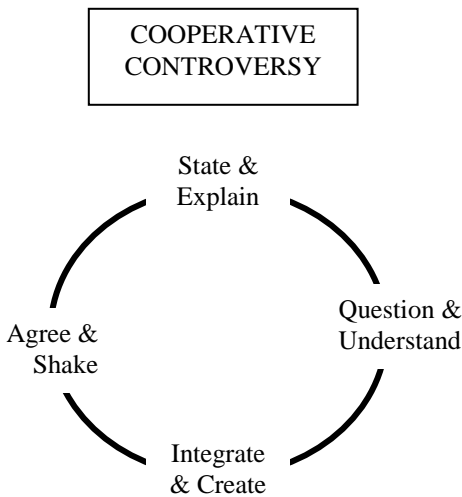 COOPERATIVE
CONTROVERSY
State &
Explain
Question &
Understand
Agree &
Shake
Integrate
& Create